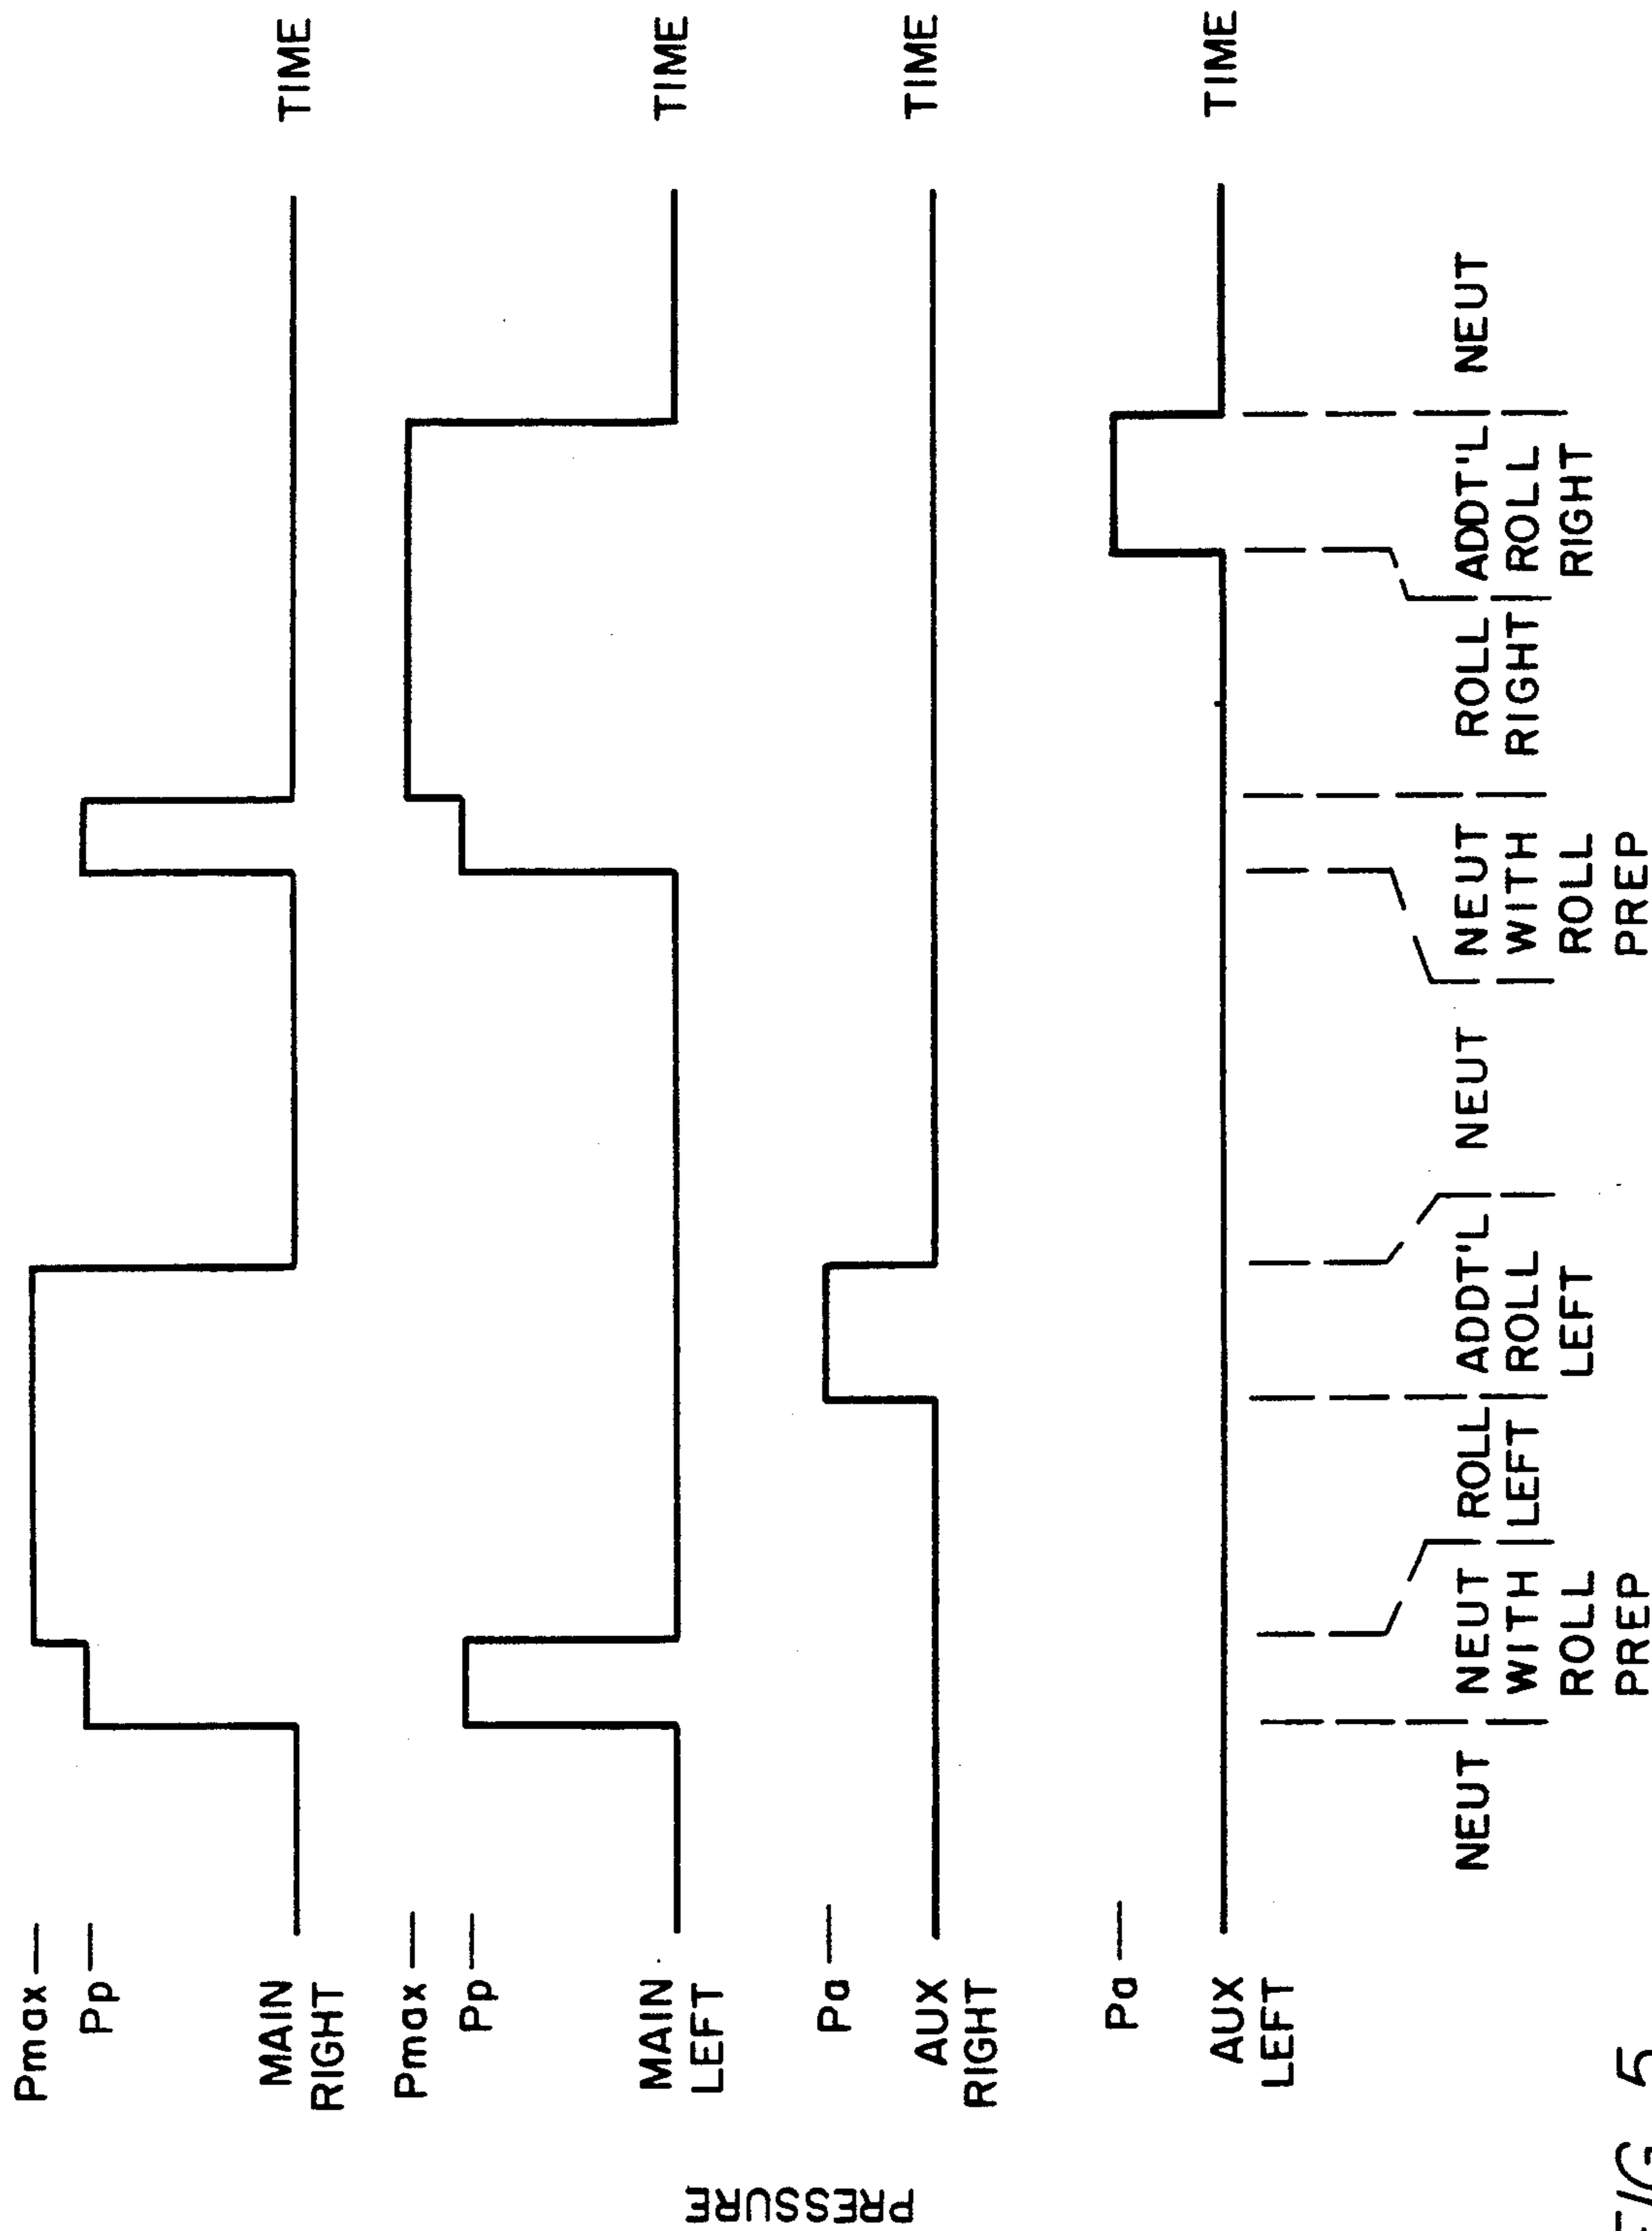 Pmax
Pp
MAIN
RIGHT
TIME
Pmax
Pp
MAIN
LEFT
TIME
PRESSURE
Pa
AUX
RIGHT
TIME
Pa
AUX
LEFT
TIME
NEUT
NEUT
WITH
ROLL
PREP
ROLL
LEFT
ADDT'L
ROLL
LEFT
NEUT
NEUT
WITH
ROLL
PREP
ROLL
RIGHT
ADDT'L
ROLL
RIGHT
NEUT
FIG 5